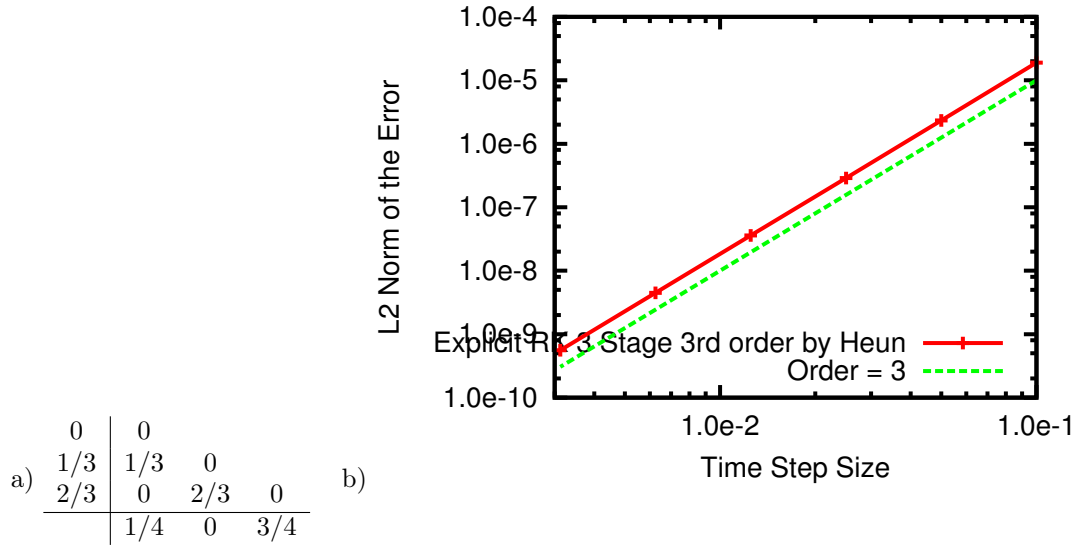 1.0e-4
1.0e-5
1.0e-6
1.0e-7
1.0e-8
1.0e-9
1.0e-10
L2 Norm of the Error
Explicit RK 3 Stage 3rd order by Heun
Order = 3
1.0e-2 1.0e-1
Time Step Size
a)
0 0
1/3 1/3 0
2/3 0 2/3 0
1/4 0 3/4
b)